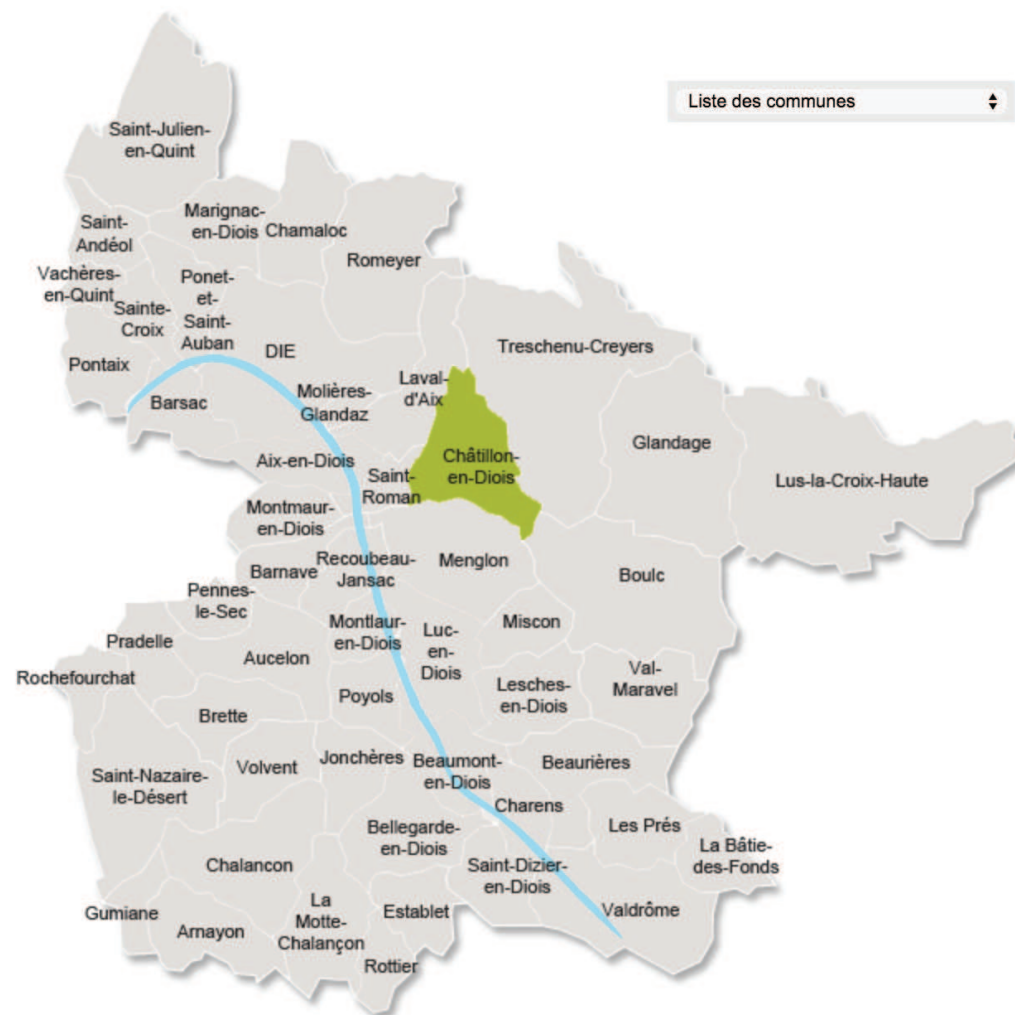 Liste des communes
Saint-Julien-
en-Quint
Saint-
Andéol
Marignac-
en-Diois
Chamaloc
Romeyer
Vachères-
en-Quint
Ponet-
et-
Saint-
Auban
Sainte-
Croix
Treschenu-Creyers
DIE
Pontaix
Barsac
Molières-
Glandaz
Laval-
d'Aix
Glandage
Châtillon-
en-Diois
Lus-la-Croix-Haute
Aix-en-Diois
Saint-
Roman
Montmaur-
en-Diois
Recoubeau-
Jansac
Menglon
Boulc
Barnave
Pennes-
le-Sec
Pradelle
Montlaur-
en-Diois
Luc-
en-
Diois
Miscon
Aucelon
Rochefourchat
Val-
Maravel
Lesches-
en-Diois
Poyols
Brette
Jonchères
Beaumont-
en-Diois
Beaurières
Volvent
Saint-Nazaire-
le-Désert
Charens
Les Prés
Bellegarde-
en-Diois
La Bâtie-
des-Fonds
Chalancon
Saint-Dizier-
en-Diois
Valdrôme
La
Motte-
Chalançon
Establet
Gumiane
Arnayon
Rottier